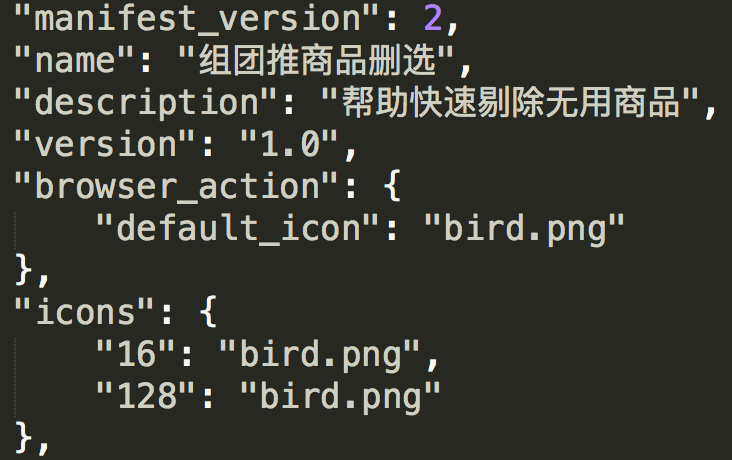 "manifest_version": 2,
"name": "组团推商品删选",
"description": "帮助快速剔除无用商品",
"version": "1.0",
"browser_action": {
"default_icon": "bird.png"
},
"icons": {
"16": "bird.png",
"128": "bird.png"
},